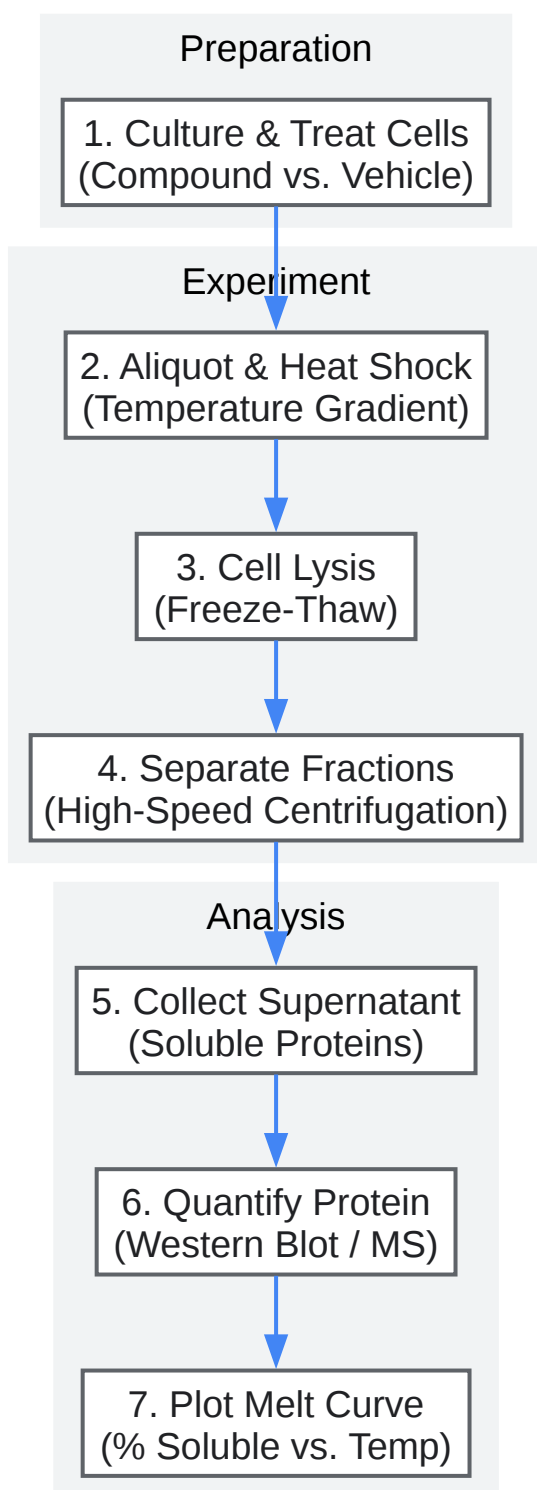 Preparation
1. Culture & Treat Cells
(Compound vs. Vehicle)
Experiment
2. Aliquot & Heat Shock
(Temperature Gradient)
3. Cell Lysis
(Freeze-Thaw)
4. Separate Fractions
(High-Speed Centrifugation)
Analysis
5. Collect Supernatant
(Soluble Proteins)
6. Quantify Protein
(Western Blot / MS)
7. Plot Melt Curve
(% Soluble vs. Temp)